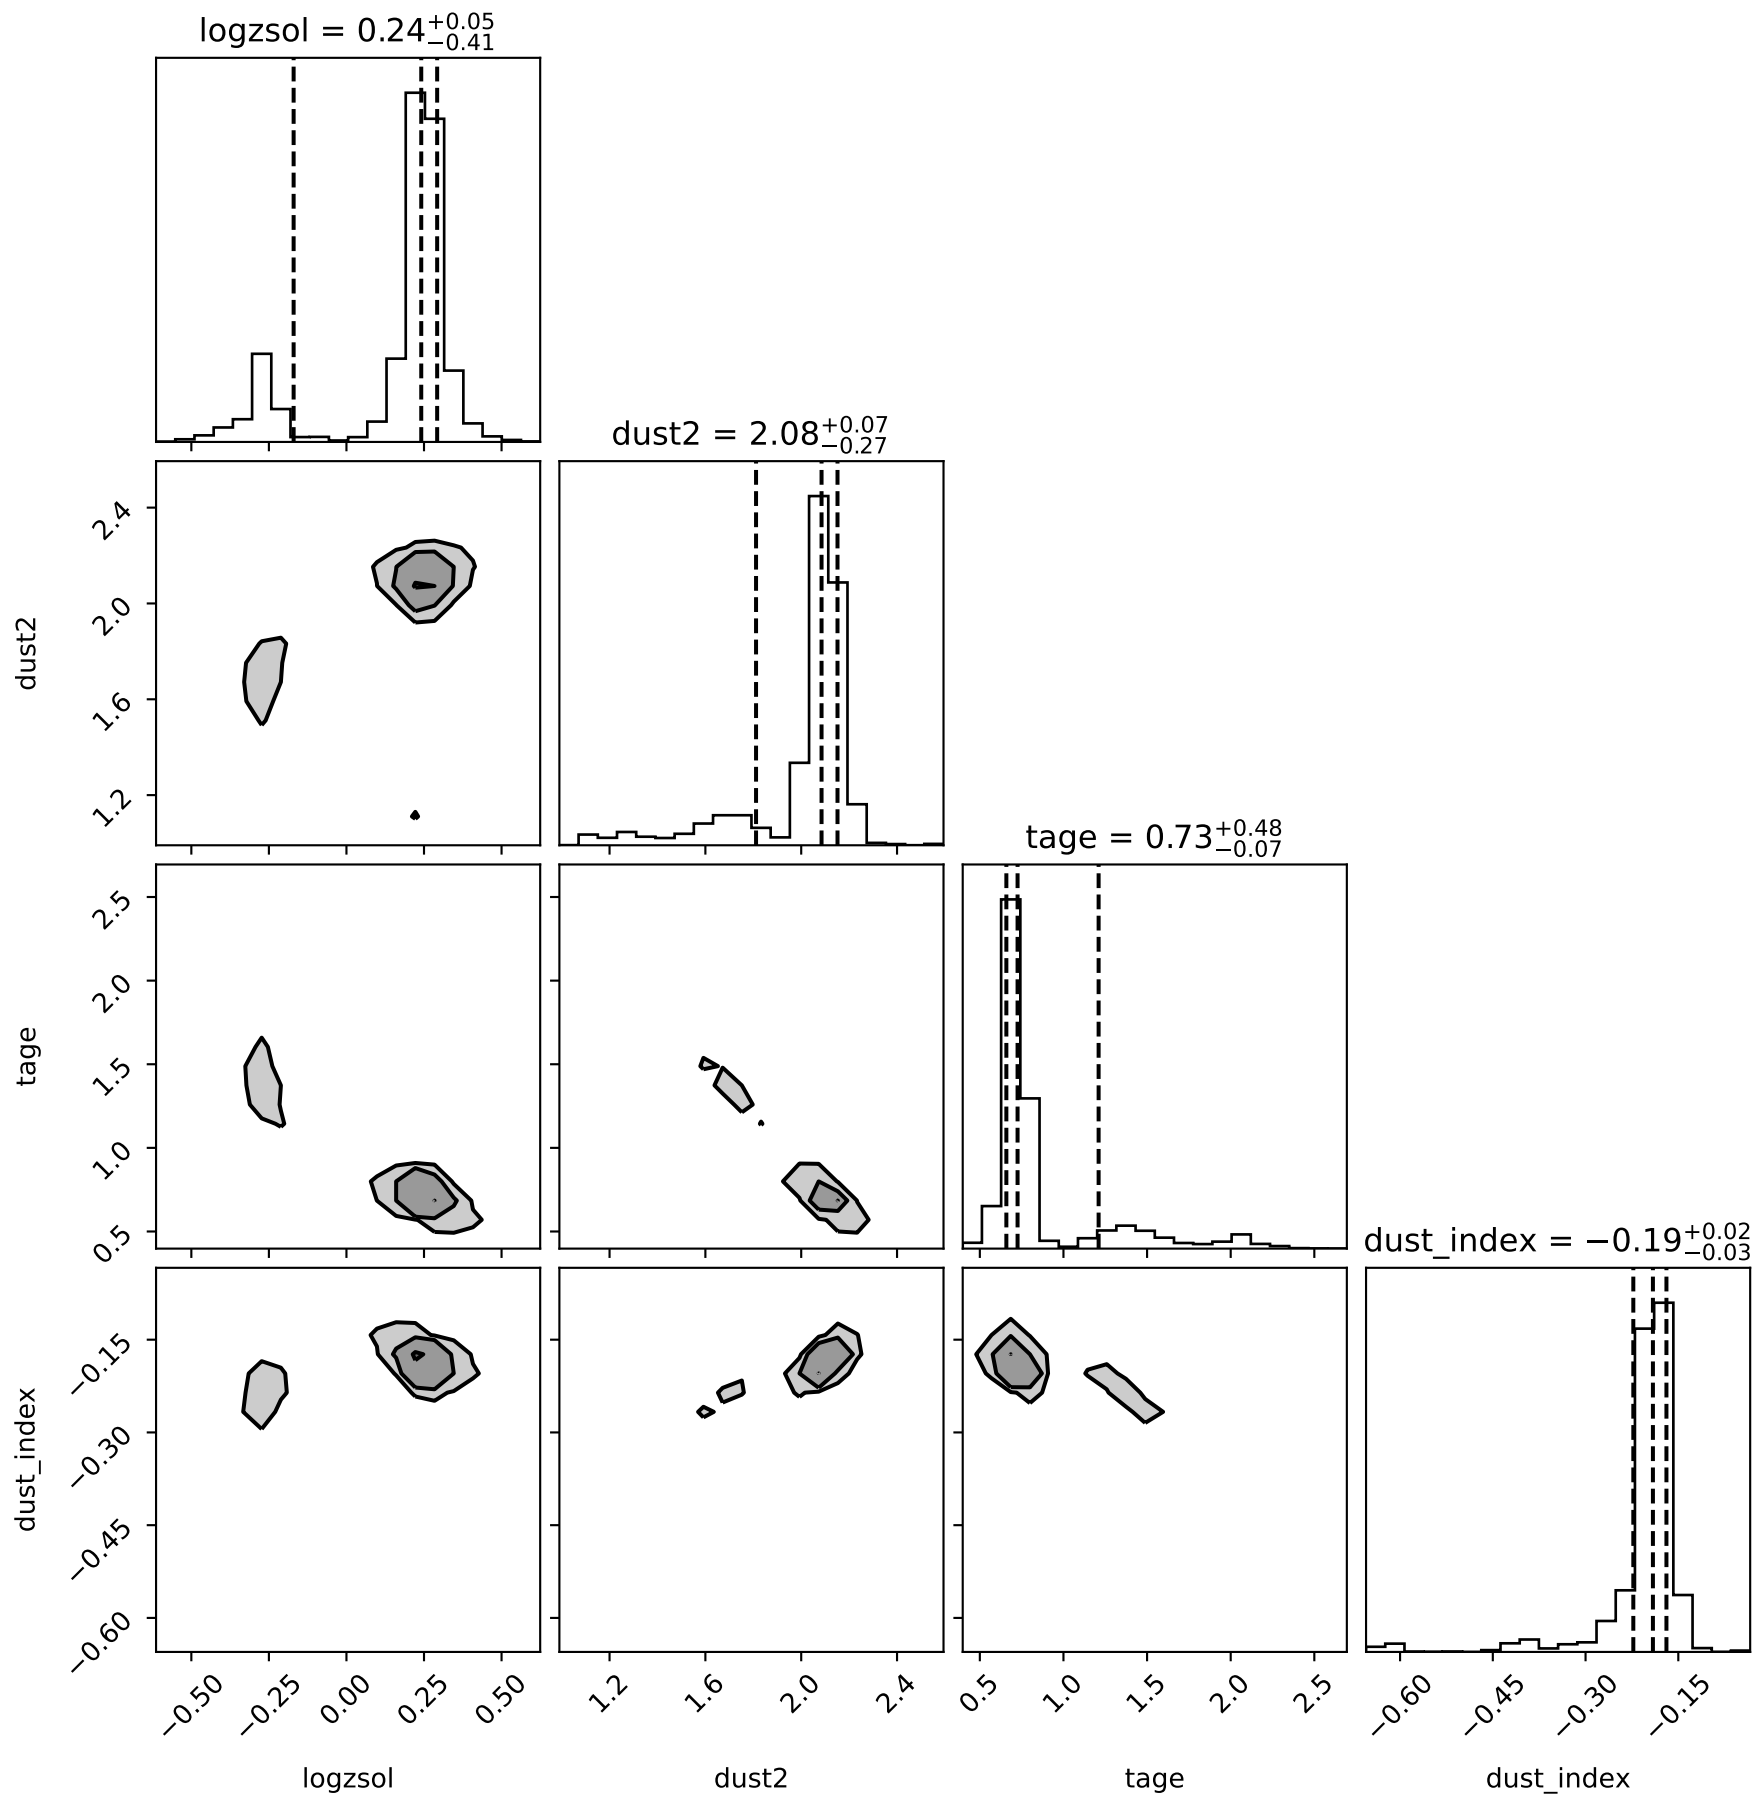 logzsol = 0.24+0.05 −0.41
dust2 = 2.08+0.07 −0.27
2.4
2.0
1.6
1.2
dust2
tage = 0.73+0.48 −0.07
2.5
2.0
1.5
1.0
0.5
tage
dust_index = −0.19+0.02 −0.03
−0.15
−0.30
−0.45
−0.60
dust_index
−0.50 −0.25 0.00 0.25 0.50
1.2 1.6 2.0 2.4
0.5 1.0 1.5 2.0 2.5
−0.60 −0.45 −0.30 −0.15
logzsol dust2 tage dust_index